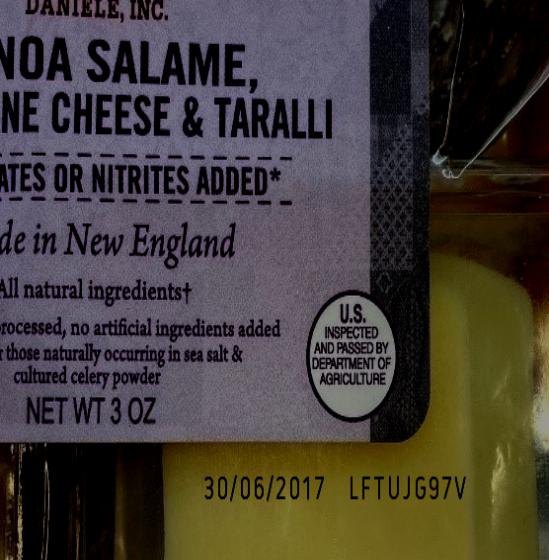 DANIELE, INC.
NOA SALAME,
NE CHEESE & TARALLI
ATES OR NITRITES ADDED*
de in New England
All natural ingredients†
rocessed, no artificial ingredients added
those naturally occurring in sea salt &
cultured celery powder
NET WT 3 OZ
U.S.
INSPECTED
AND PASSED BY
DEPARTMENT OF
AGRICULTURE
30/06/2017 LFTUJG97V